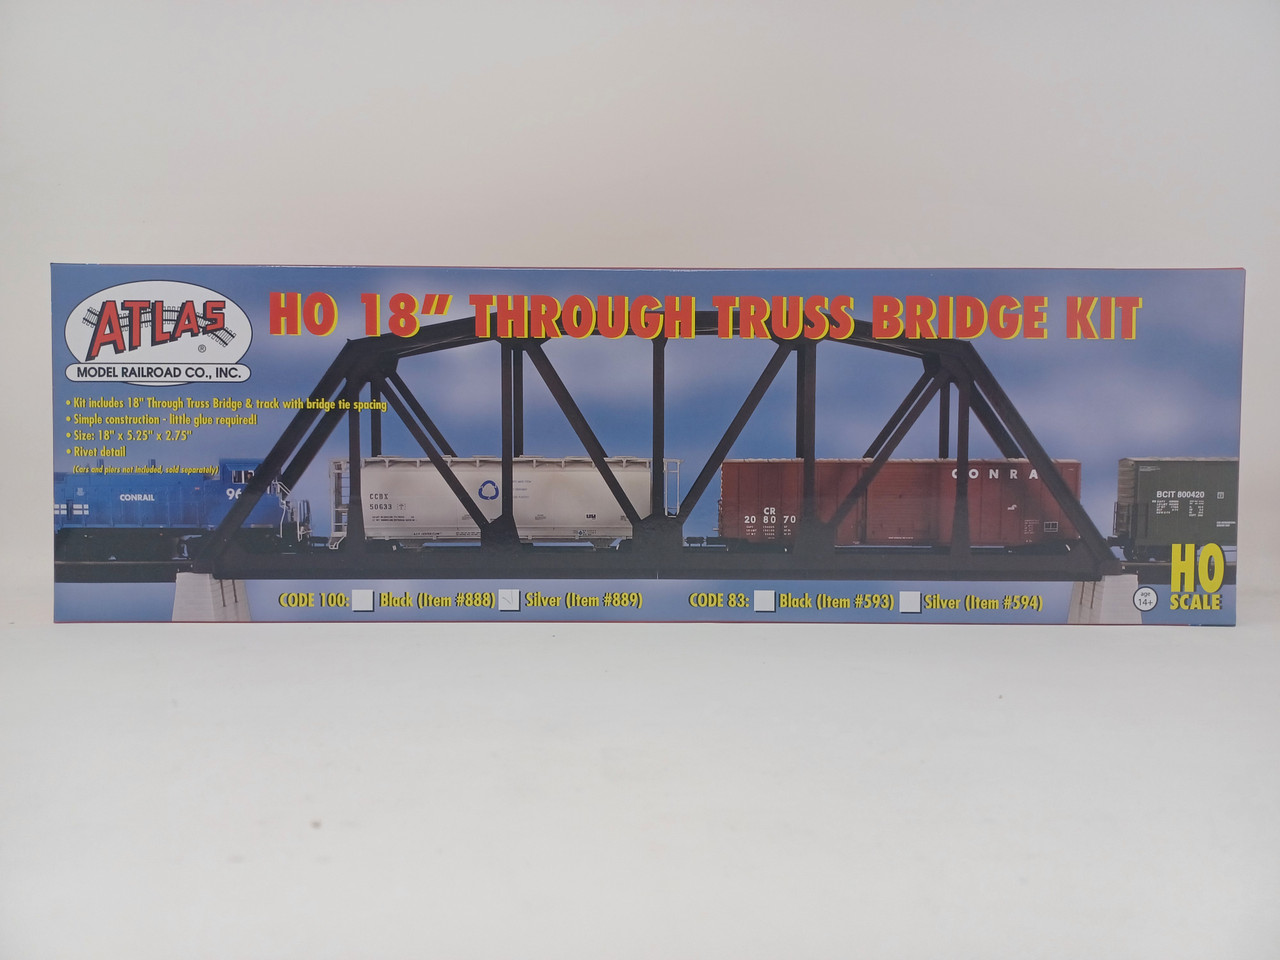 ATLAS
®
MODEL RAILROAD CO., INC.
HO 18" THROUGH TRUSS BRIDGE KIT
• Kit includes 18" Through Truss Bridge & track with bridge tie spacing
• Simple construction - little glue required!
• Size: 18" x 5.25" x 2.75"
• Rivet detail
(Cars and piers not included, sold separately)
CONRAIL
96
CCBX
50633
CR
208070
CONRA
BCIT 800420
CODE 100: Black (Item #888) Silver (Item #889)
CODE 83: Black (Item #593) Silver (Item #594)
age
14+
HO
SCALE